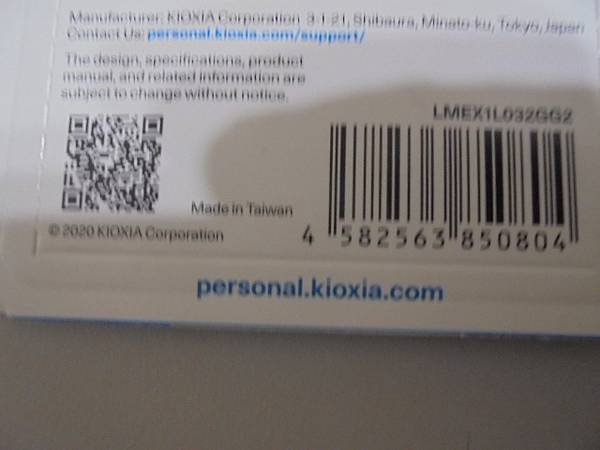 Manufacturer: KIOXIA Corporation 3-1-21, Shibaura, Minato-ku, Tokyo, Japan
Contact Us: personal.kioxia.com/support/
The design, specifications, product
manual, and related information are
subject to change without notice.
LMEX1L032GG2
Made in Taiwan
© 2020 KIOXIA Corporation
4 582563 850804
personal.kioxia.com